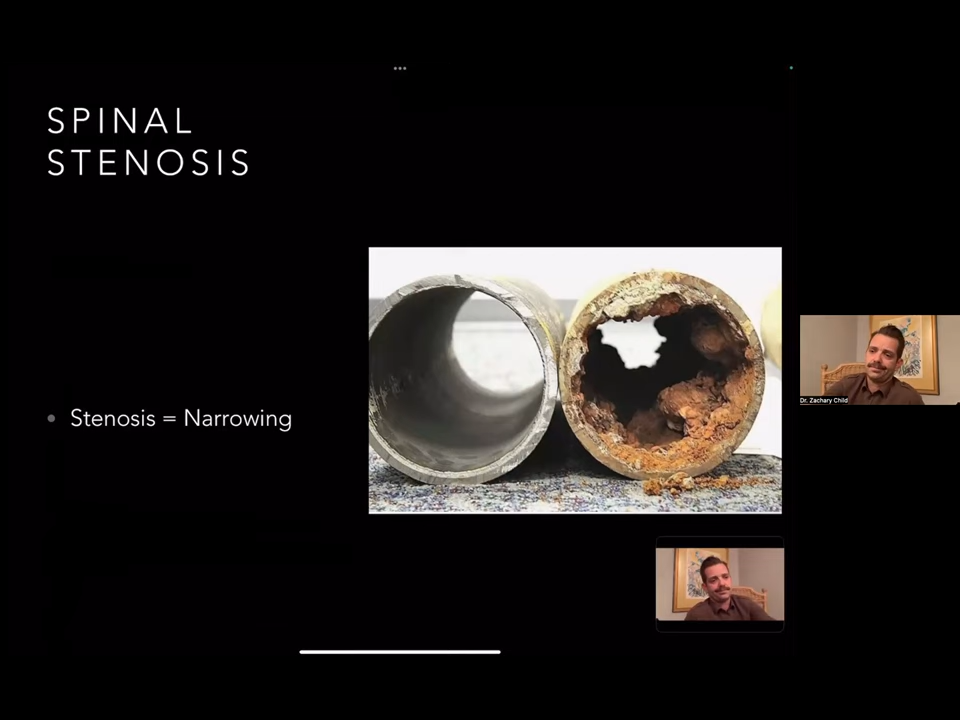 SPINAL
STENOSIS
• Stenosis = Narrowing
Dr. Zachary Child